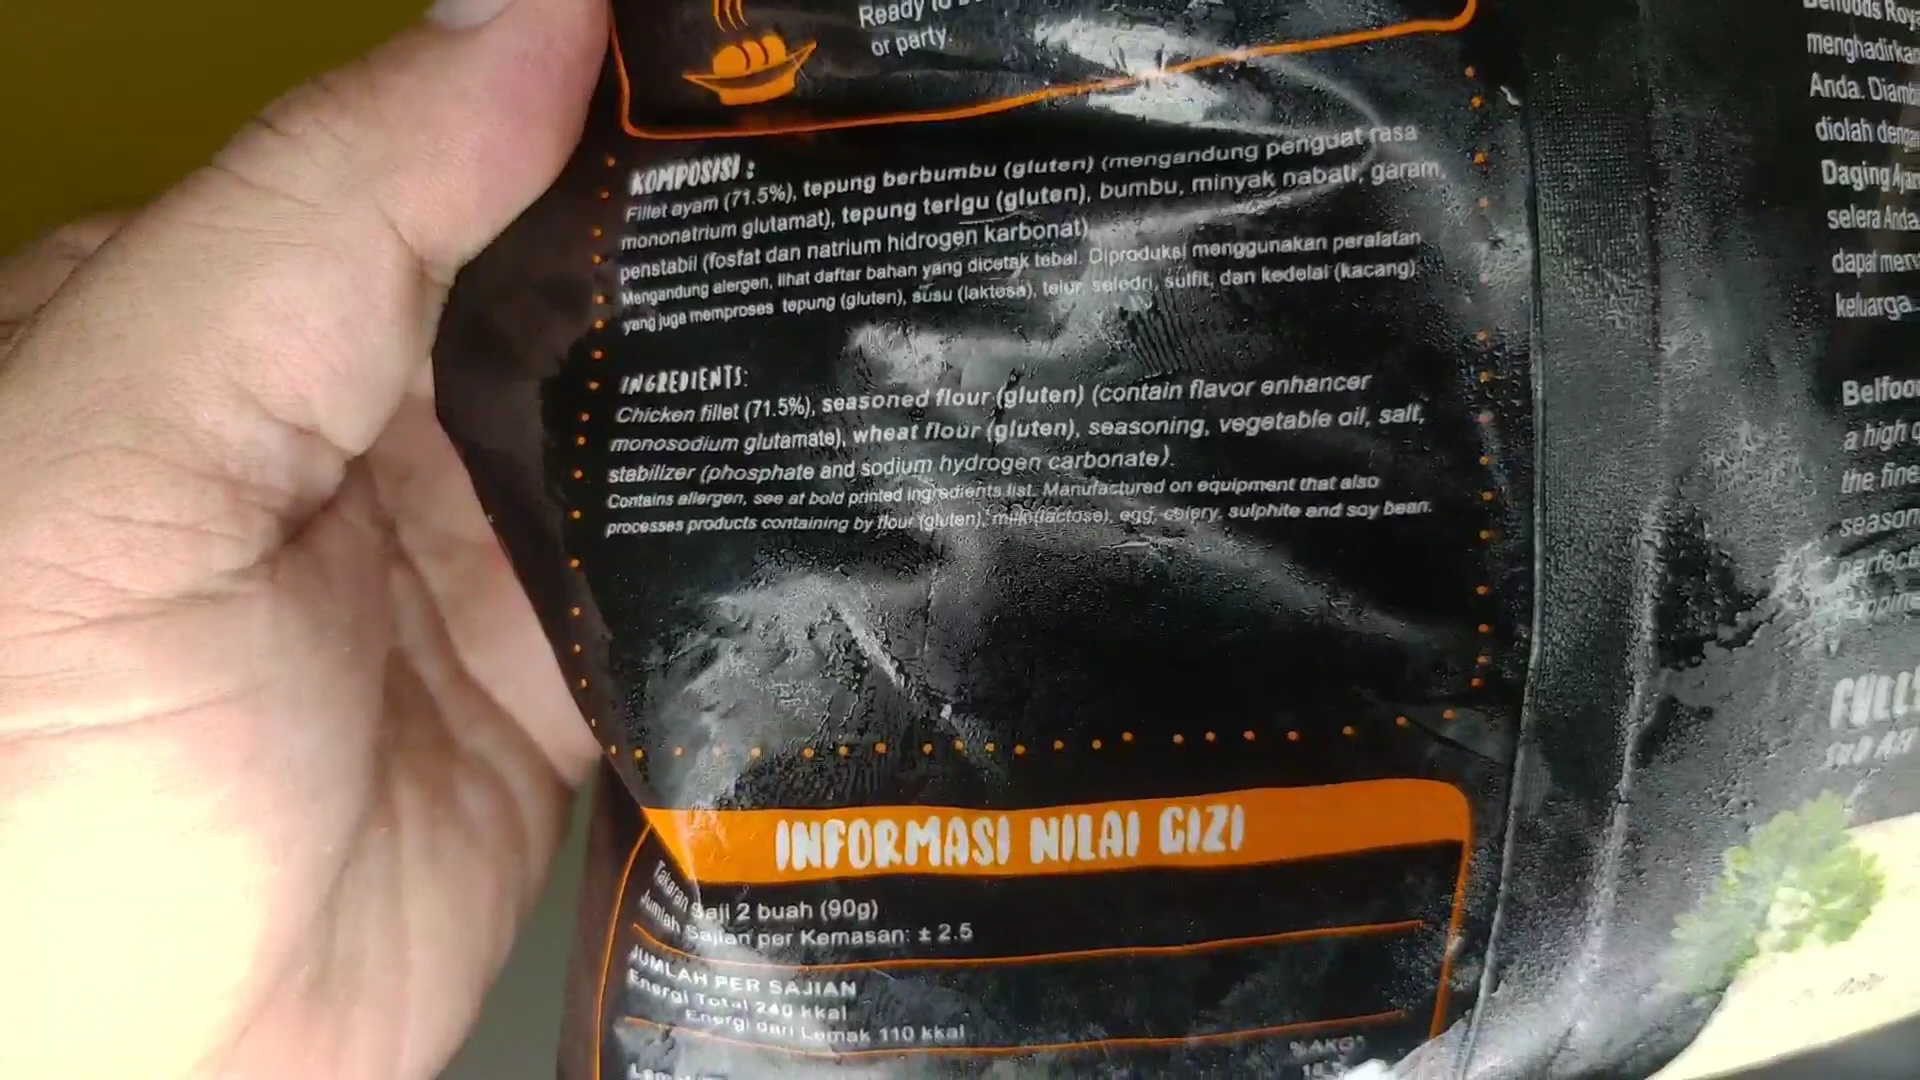 Ready to
or party.
KOMPOSISI :
Fillet ayam (71.5%), tepung berbumbu (gluten) (mengandung penguat rasa
mononatrium glutamat), tepung terigu (gluten), bumbu, minyak nabati, garam,
penstabil (fosfat dan natrium hidrogen karbonat)
Mengandung alergen, lihat daftar bahan yang dicetak tebal. Diproduksi menggunakan peralatan
yang juga memproses tepung (gluten), susu (laktosa), telur, seledri, sulfit, dan kedelai (kacang)
INGREDIENTS:
Chicken fillet (71.5%), seasoned flour (gluten) (contain flavor enhancer
monosodium glutamate), wheat flour (gluten), seasoning, vegetable oil, salt,
stabilizer (phosphate and sodium hydrogen carbonate).
Contains allergen, see at bold printed ingredients list. Manufactured on equipment that also
processes products containing by flour (gluten), milk (lactose), egg, celery, sulphite and soy bean.
INFORMASI NILAI GIZI
Takaran Saji 2 buah (90g)
Jumlah Sajian per Kemasan: ± 2.5
JUMLAH PER SAJIAN
Energi Total 240 kkal
Energi dari Lemak 110 kkal
%AKG*
Anda.
diolah
Daging
selera Anda
dapat
keluarga
a high
the